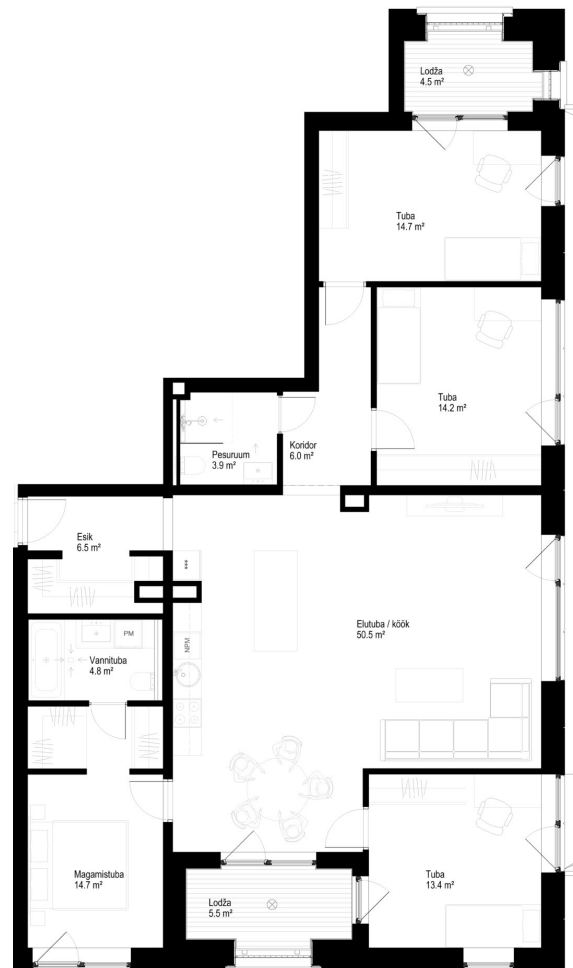 Lodža
4.5 m²
Tuba
14.7 m²
Tuba
14.2 m²
Pesuruum
3.9 m²
Koridor
6.0 m²
Esik
6.5 m²
Elutuba / köök
50.5 m²
NPM
PM
Vannituba
4.8 m²
Magamistuba
14.7 m²
Lodža
5.5 m²
Tuba
13.4 m²